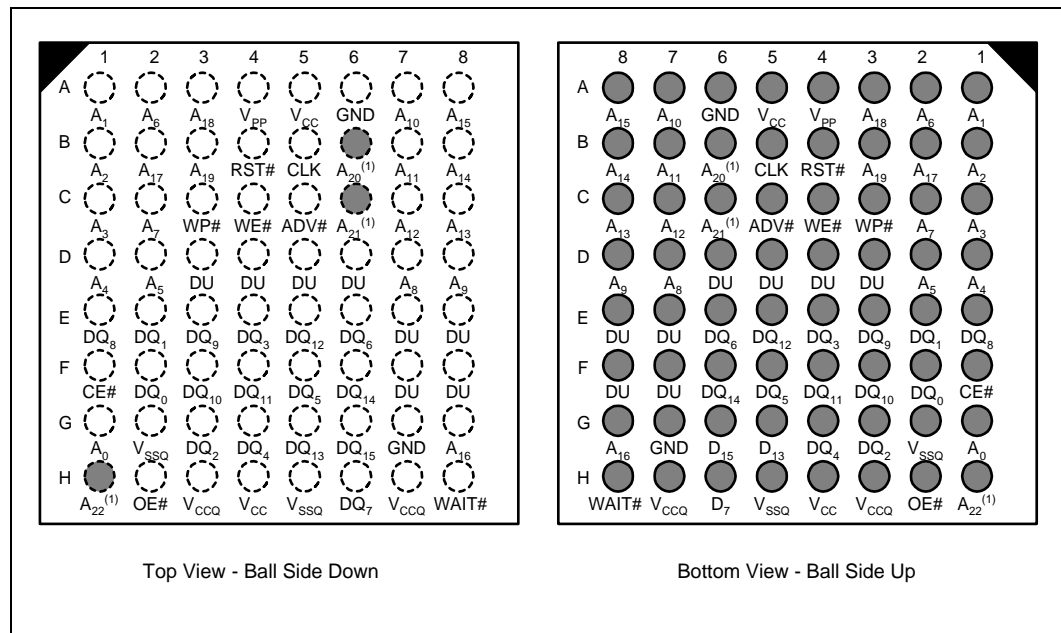 1 2 3 4 5 6 7 8
A
A1 A6 A18 VPP VCC GND A10 A15
B
A2 A17 A19 RST# CLK A20(1) A11 A14
C
A3 A7 WP# WE# ADV# A21(1) A12 A13
D
A4 A5 DU DU DU DU A8 A9
E
DQ8 DQ1 DQ9 DQ3 DQ12 DQ6 DU DU
F
CE# DQ0 DQ10 DQ11 DQ5 DQ14 DU DU
G
A0 VSSQ DQ2 DQ4 DQ13 DQ15 GND A16
H
A22(1) OE# VCCQ VCC VSSQ DQ7 VCCQ WAIT#
Top View - Ball Side Down
8 7 6 5 4 3 2 1
A
A15 A10 GND VCC VPP A18 A6 A1
B
A14 A11 A20(1) CLK RST# A19 A17 A2
C
A13 A12 A21(1) ADV# WE# WP# A7 A3
D
A9 A8 DU DU DU DU A5 A4
E
DU DU DQ6 DQ12 DQ3 DQ9 DQ1 DQ8
F
DU DU DQ14 DQ5 DQ11 DQ10 DQ0 CE#
G
A16 GND D15 D13 DQ4 DQ2 VSSQ A0
H
WAIT# VCCQ D7 VSSQ VCC VCCQ OE# A22(1)
Bottom View - Ball Side Up